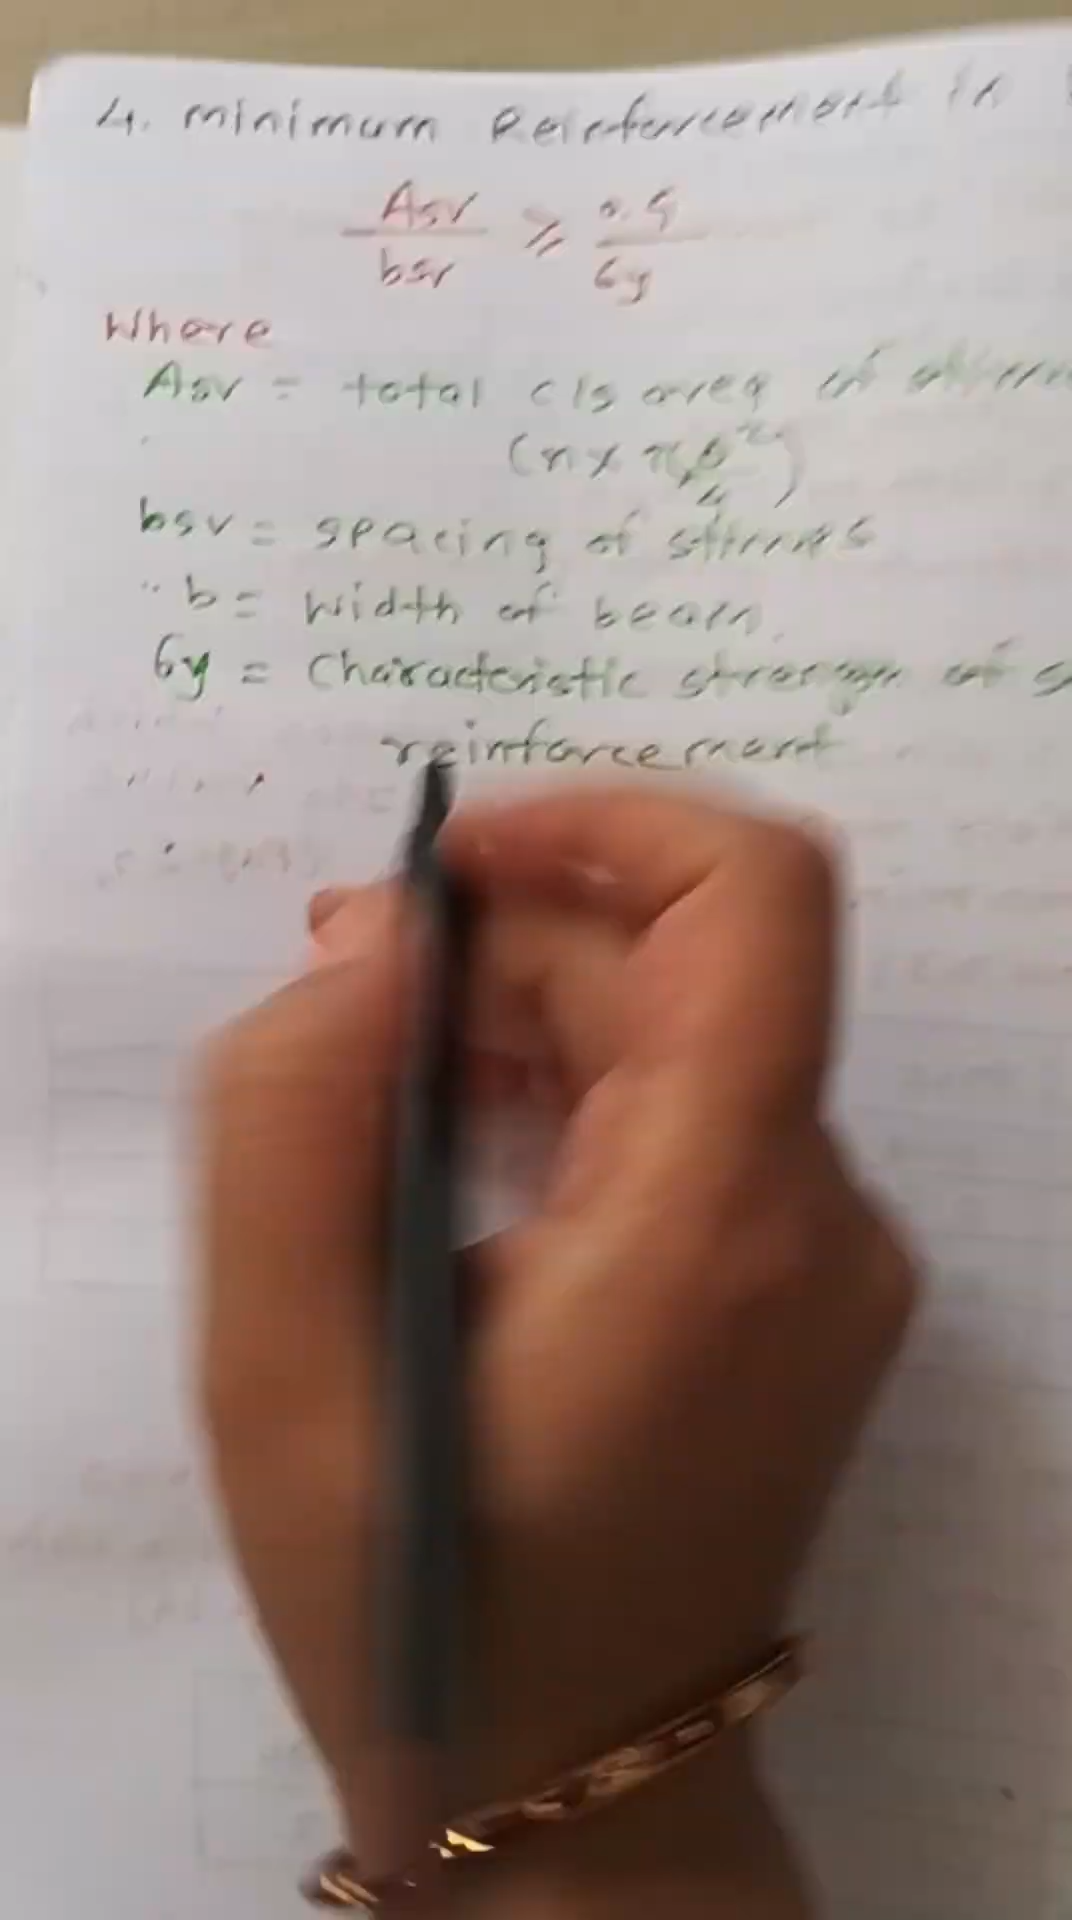 4. minimum Reinforcement in
Asv / bsv ≥ 0.4 / 6y
Where
Asv = total c/s area of
(n x πϕ²/4)
bsv = spacing of stirrups
b = width of beam.
6y = Characteristic strength of
reinforcement